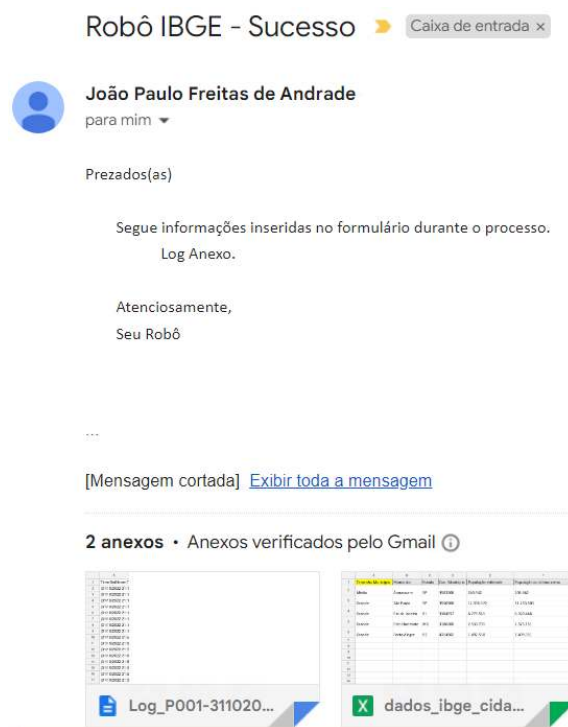 Robô IBGE - Sucesso
Caixa de entrada ×
João Paulo Freitas de Andrade
para mim
Prezados(as)
Segue informações inseridas no formulário durante o processo.
Log Anexo.
Atenciosamente,
Seu Robô
...
[Mensagem cortada] Exibir toda a mensagem
2 anexos • Anexos verificados pelo Gmail
Log_P001-311020...
X dados_ibge_cida...